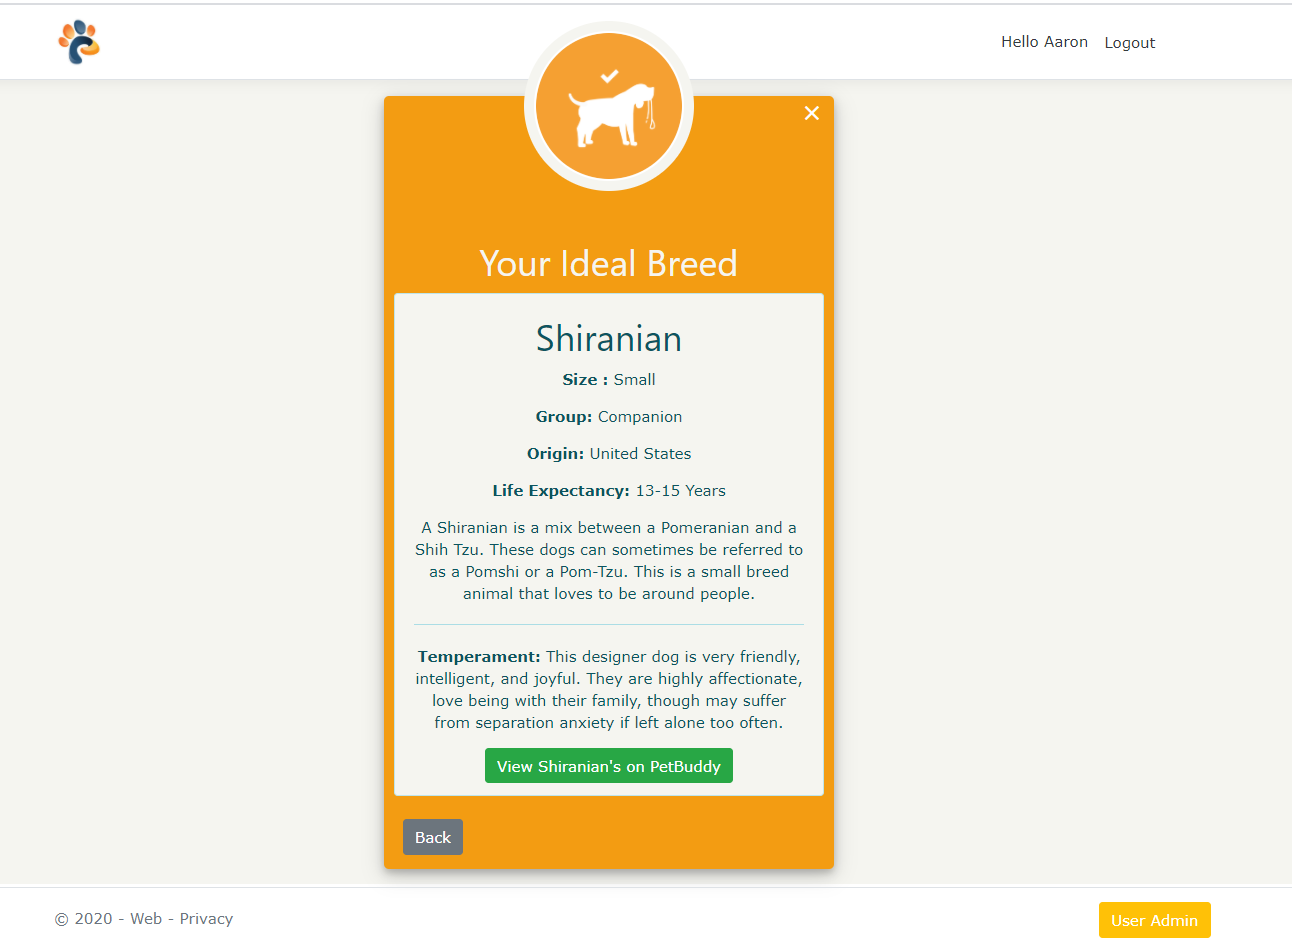 Hello Aaron Logout
Your Ideal Breed
Shiranian
Size : Small
Group: Companion
Origin: United States
Life Expectancy: 13-15 Years
A Shiranian is a mix between a Pomeranian and a
Shih Tzu. These dogs can sometimes be referred to
as a Pomshi or a Pom-Tzu. This is a small breed
animal that loves to be around people.
Temperament: This designer dog is very friendly,
intelligent, and joyful. They are highly affectionate,
love being with their family, though may suffer
from separation anxiety if left alone too often.
View Shiranian's on PetBuddy
Back
© 2020 - Web - Privacy
User Admin